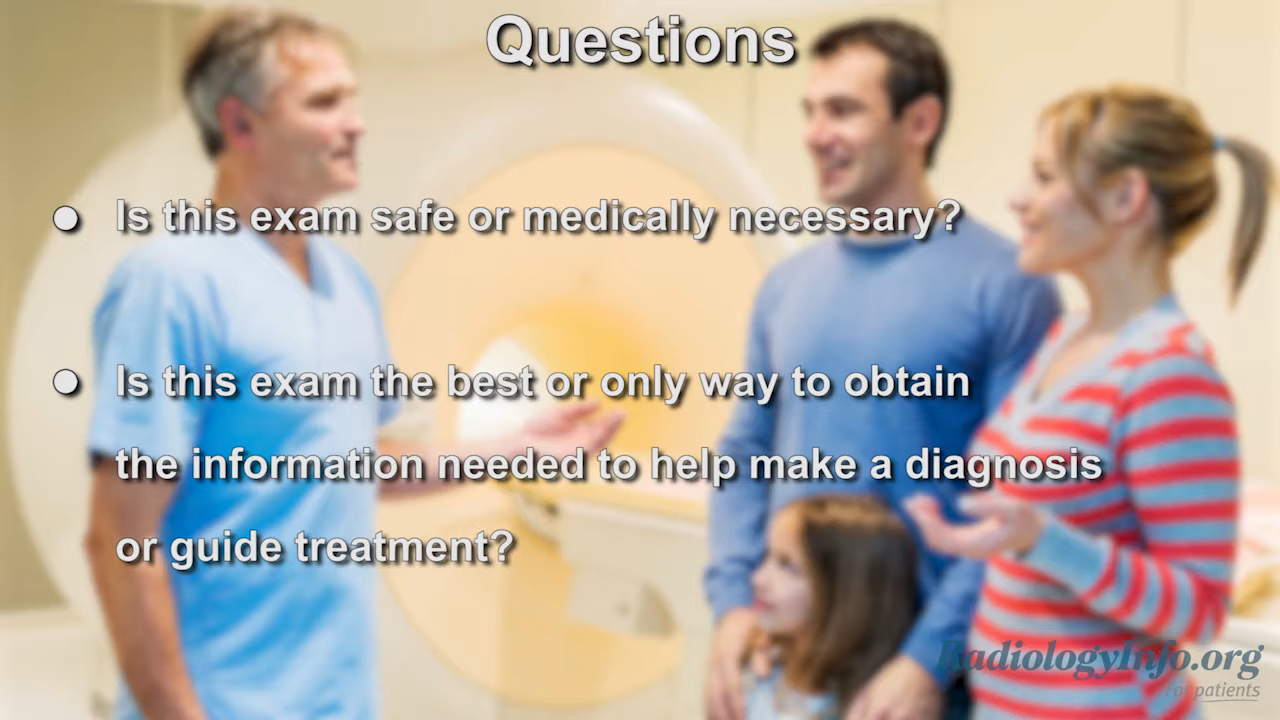 Questions
Is this exam safe or medically necessary?
Is this exam the best or only way to obtain
the information needed to help make a diagnosis
or guide treatment?
RadiologyInfo.org
For patients